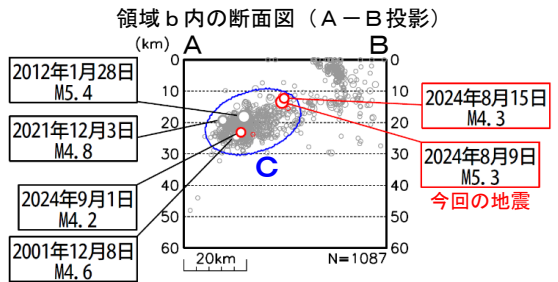 領域ｂ内の断面図（Ａ－Ｂ投影）
(km) A B
0 0
10 10
20 20
30 30
40 40
50 50
60 60
2012年1月28日
M5.4
2021年12月3日
M4.8
2024年9月1日
M4.2
2001年12月8日
M4.6
2024年8月15日
M4.3
2024年8月9日
M5.3
今回の地震
C
20km
N=1087